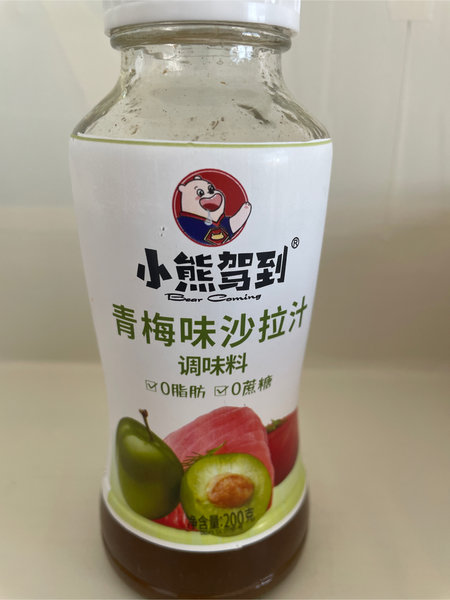 小熊驾到®
Bear Coming
青梅味沙拉汁
调味料
☑0脂肪 ☑0蔗糖
净含量:200克